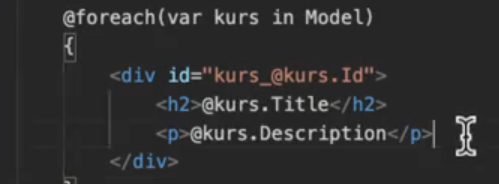 @foreach(var kurs in Model)
{
<div id="kurs_@kurs.Id">
<h2>@kurs.Title</h2>
<p>@kurs.Description</p>
</div>
}